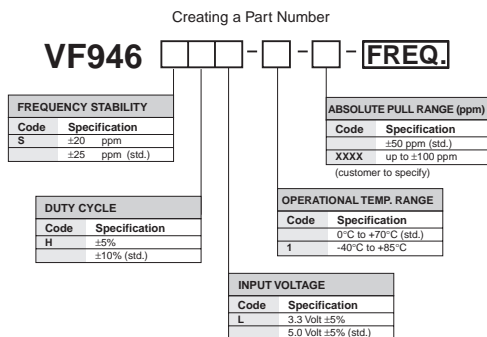 Creating a Part Number
VF946 - - - FREQ.
FREQUENCY STABILITY
Code Specification
S ±20 ppm
±25 ppm (std.)
ABSOLUTE PULL RANGE (ppm)
Code Specification
±50 ppm (std.)
XXXX up to ±100 ppm
(customer to specify)
DUTY CYCLE
Code Specification
H ±5%
±10% (std.)
OPERATIONAL TEMP. RANGE
Code Specification
0°C to +70°C (std.)
1 -40°C to +85°C
INPUT VOLTAGE
Code Specification
L 3.3 Volt ±5%
5.0 Volt ±5% (std.)